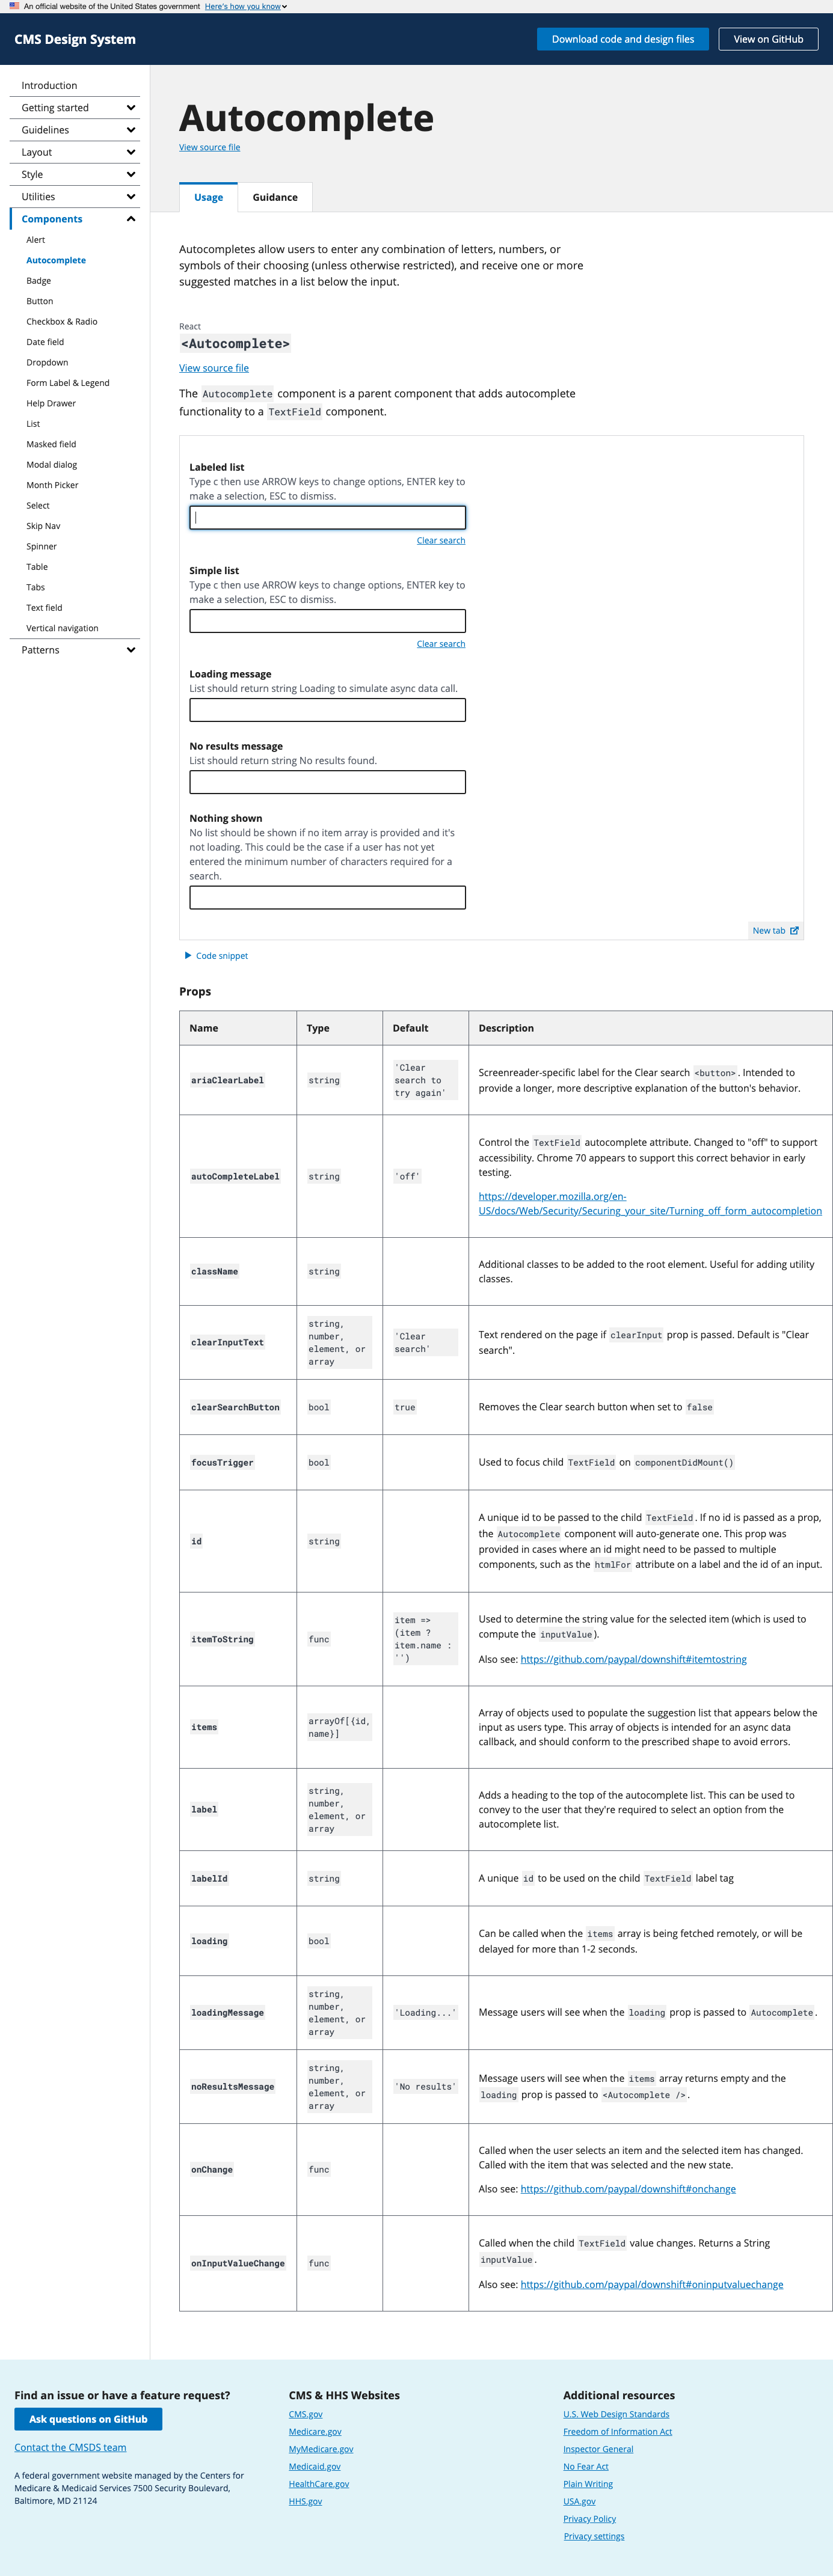 An official website of the United States government Here's how you know
CMS Design System
Download code and design files
View on GitHub
Introduction
Getting started
Guidelines
Layout
Style
Utilities
Components
Alert
Autocomplete
Badge
Button
Checkbox & Radio
Date field
Dropdown
Form Label & Legend
Help Drawer
List
Masked field
Modal dialog
Month Picker
Select
Skip Nav
Spinner
Table
Tabs
Text field
Vertical navigation
Patterns
Autocomplete
View source file
Usage
Guidance
Autocompletes allow users to enter any combination of letters, numbers, or
symbols of their choosing (unless otherwise restricted), and receive one or more
suggested matches in a list below the input.
React
<Autocomplete>
View source file
The Autocomplete component is a parent component that adds autocomplete
functionality to a TextField component.
Labeled list
Type c then use ARROW keys to change options, ENTER key to
make a selection, ESC to dismiss.
Clear search
Simple list
Type c then use ARROW keys to change options, ENTER key to
make a selection, ESC to dismiss.
Clear search
Loading message
List should return string Loading to simulate async data call.
No results message
List should return string No results found.
Nothing shown
No list should be shown if no item array is provided and it's
not loading. This could be the case if a user has not yet
entered the minimum number of characters required for a
search.
New tab
Code snippet
Props
Name Type Default Description
ariaClearLabel
string
'Clear
search to
try again'
Screenreader-specific label for the Clear search <button>. Intended to
provide a longer, more descriptive explanation of the button's behavior.
autoCompleteLabel
string
'off'
Control the TextField autocomplete attribute. Changed to "off" to support
accessibility. Chrome 70 appears to support this correct behavior in early
testing.
https://developer.mozilla.org/en-
US/docs/Web/Security/Securing_your_site/Turning_off_form_autocompletion
className
string
Additional classes to be added to the root element. Useful for adding utility
classes.
clearInputText
string,
number,
element, or
array
'Clear
search'
Text rendered on the page if clearInput prop is passed. Default is "Clear
search".
clearSearchButton
bool
true
Removes the Clear search button when set to false
focusTrigger
bool
Used to focus child TextField on componentDidMount()
id
string
A unique id to be passed to the child TextField. If no id is passed as a prop,
the Autocomplete component will auto-generate one. This prop was
provided in cases where an id might need to be passed to multiple
components, such as the htmlFor attribute on a label and the id of an input.
itemToString
func
item =>
(item ?
item.name :
'')
Used to determine the string value for the selected item (which is used to
compute the inputValue).
Also see: https://github.com/paypal/downshift#itemtostring
items
arrayOf[{id,
name}]
Array of objects used to populate the suggestion list that appears below the
input as users type. This array of objects is intended for an async data
callback, and should conform to the prescribed shape to avoid errors.
label
string,
number,
element, or
array
Adds a heading to the top of the autocomplete list. This can be used to
convey to the user that they're required to select an option from the
autocomplete list.
labelId
string
A unique id to be used on the child TextField label tag
loading
bool
Can be called when the items array is being fetched remotely, or will be
delayed for more than 1-2 seconds.
loadingMessage
string,
number,
element, or
array
'Loading...'
Message users will see when the loading prop is passed to Autocomplete.
noResultsMessage
string,
number,
element, or
array
'No results'
Message users will see when the items array returns empty and the
loading prop is passed to <Autocomplete />.
onChange
func
Called when the user selects an item and the selected item has changed.
Called with the item that was selected and the new state.
Also see: https://github.com/paypal/downshift#onchange
onInputValueChange
func
Called when the child TextField value changes. Returns a String
inputValue.
Also see: https://github.com/paypal/downshift#oninputvaluechange
Find an issue or have a feature request?
Ask questions on GitHub
Contact the CMSDS team
A federal government website managed by the Centers for
Medicare & Medicaid Services 7500 Security Boulevard,
Baltimore, MD 21124
CMS & HHS Websites
CMS.gov
Medicare.gov
MyMedicare.gov
Medicaid.gov
HealthCare.gov
HHS.gov
Additional resources
U.S. Web Design Standards
Freedom of Information Act
Inspector General
No Fear Act
Plain Writing
USA.gov
Privacy Policy
Privacy settings